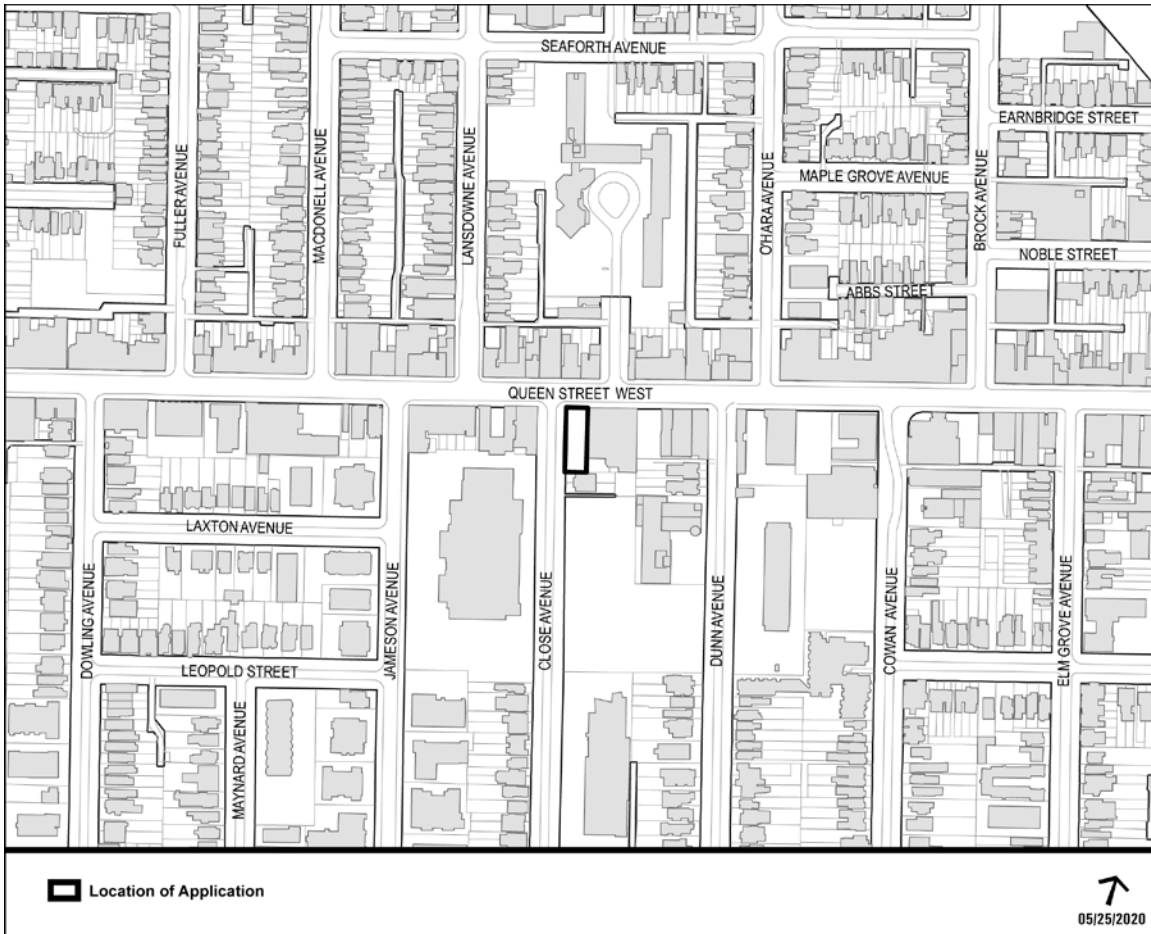 SEAFORTH AVENUE
EARNBRIDGE STREET
MAPLE GROVE AVENUE
FULLER AVENUE
MACDONELL AVENUE
LANSDOWNE AVENUE
O'HARA AVENUE
BROCK AVENUE
NOBLE STREET
ABBS STREET
QUEEN STREET WEST
LAXTON AVENUE
DOWLING AVENUE
JAMESON AVENUE
CLOSE AVENUE
DUNN AVENUE
COWAN AVENUE
ELM GROVE AVENUE
LEOPOLD STREET
MAYNARD AVENUE
Location of Application
05/25/2020